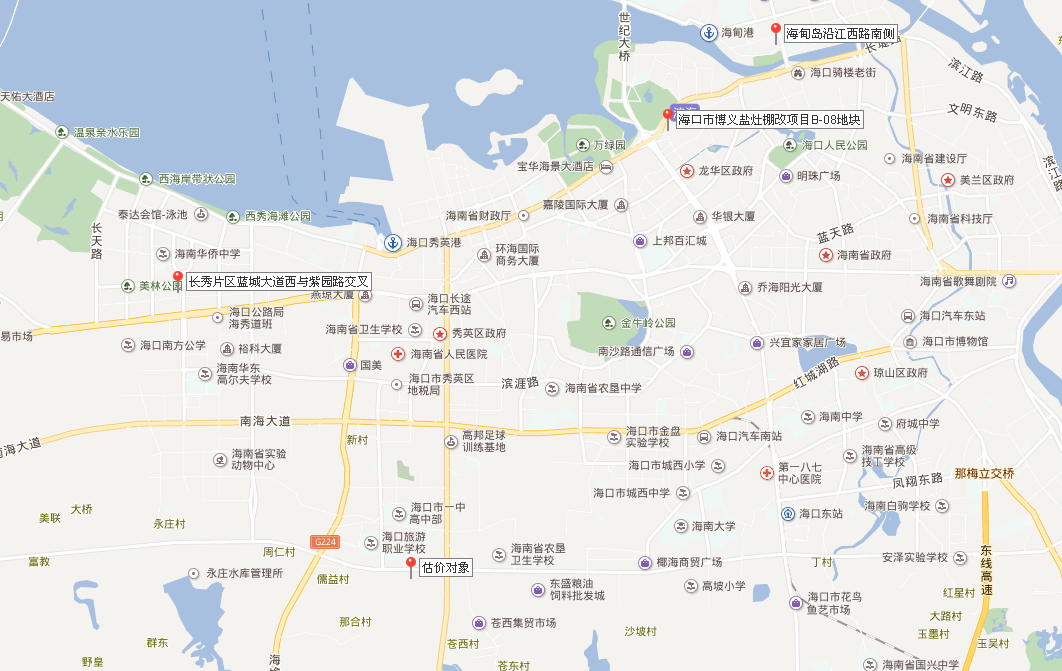 世纪大桥
海甸港
海甸岛沿江西路南侧
长堤路
滨江路
海口骑楼老街
天佑大酒店
文明东路
温泉亲水乐园
海口市博义盐灶棚改项目B-08地块
万绿园
海口人民公园
海南省建设厅
滨江路
宝华海景大酒店
龙华区政府
明珠广场
美兰区政府
西海岸带状公园
嘉陵国际大厦
泰达会馆-泳池
西秀海滩公园
海南省财政厅
华银大厦
海南省科技厅
长天路
海口秀英港
环海国际
商务大厦
上邦百汇城
蓝天路
海南华侨中学
海南省政府
美林公园
长秀片区蓝城大道西与紫园路交叉
海南省歌舞剧院
燕琼大厦
海口长途
汽车西站
乔海阳光大厦
海口公路局
海秀道班
海南省卫生学校
秀英区政府
金牛岭公园
海口汽车东站
易市场
海口南方公学
裕科大厦
海南省人民医院
南沙路通信广场
兴宜家家居广场
海口市博物馆
国美
海南华东
高尔夫学校
海口市秀英区
地税局
滨涯路
海南省农垦中学
红城湖路
琼山区政府
南海大道
海南中学
府城中学
南海大道
新村
高邦足球
训练基地
海口市金盘
实验学校
海口汽车南站
海南省实验
动物中心
海口市城西小学
第一八七
中心医院
海南省高级
技工学校
那梅立交桥
凤翔东路
海口市城西中学
海南白驹学校
美联
大桥
永庄村
海口市一中
高中部
海南大学
海口东站
东线高速
G224
周仁村
海口旅游
职业学校
海南省农垦
卫生学校
富教
估价对象
椰海商贸广场
丁村
安泽实验学校
永庄水库管理所
儒益村
东盛粮油
饲料批发城
高坡小学
海口市花鸟
鱼艺市场
红星村
那合村
苍西集贸市场
沙坡村
大路村
玉墨村
群东
苍西村
玉吴村
野皇
苍东村
海南省国兴中学